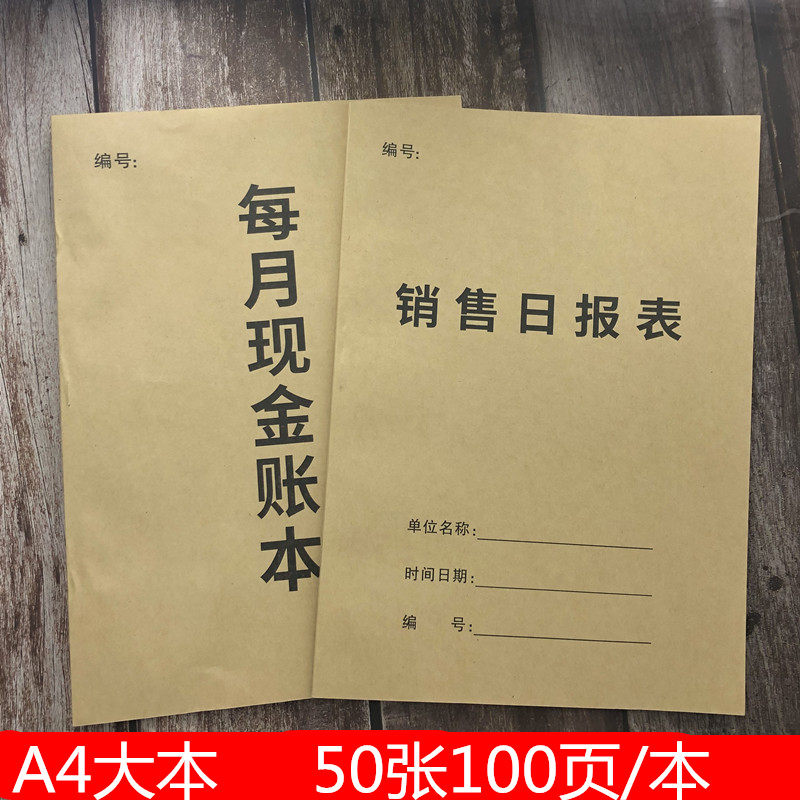 编号:
每月现金账本
编号:
销售日报表
单位名称:
时间日期:
编 号:
A4大本 50张100页/本